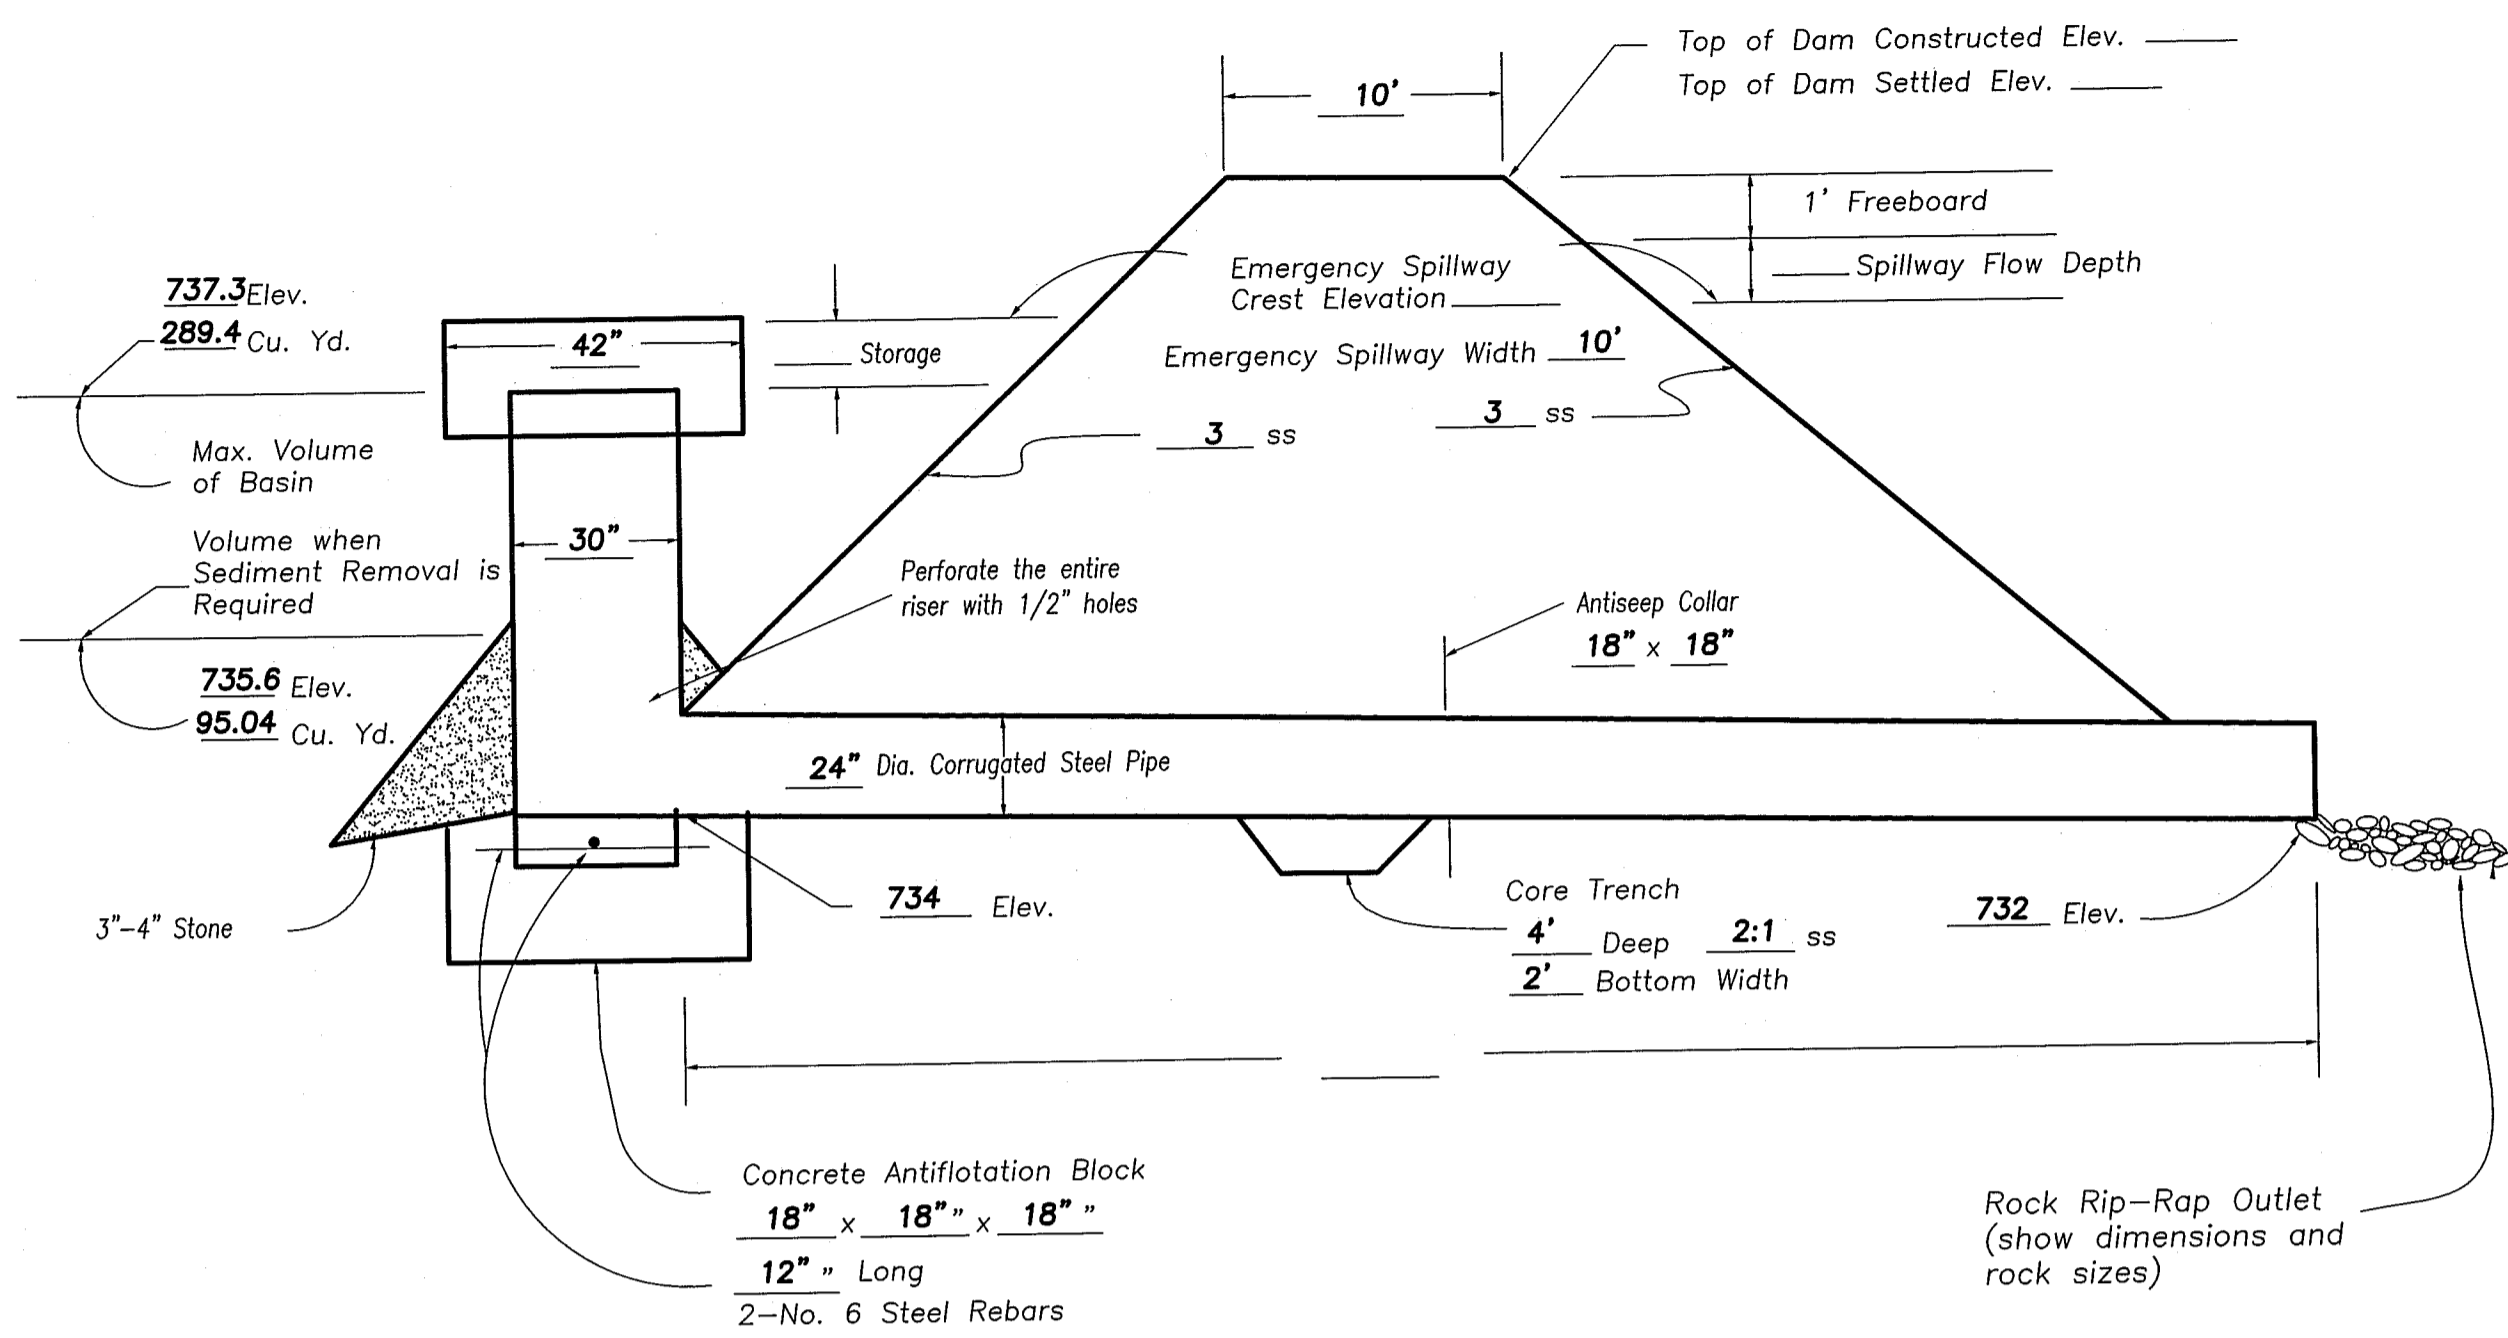 Top of Dam Constructed Elev.
Top of Dam Settled Elev.
10'
1' Freeboard
Spillway Flow Depth
Emergency Spillway
Crest Elevation
Emergency Spillway Width 10'
3 ss
3 ss
737.3 Elev.
289.4 Cu. Yd.
42"
Storage
Max. Volume
of Basin
30"
Volume when
Sediment Removal is
Required
735.6 Elev.
95.04 Cu. Yd.
Perforate the entire
riser with 1/2" holes
Antiseep Collar
18" x 18"
24" Dia. Corrugated Steel Pipe
3"-4" Stone
734 Elev.
Core Trench
4' Deep 2:1 ss
2' Bottom Width
732 Elev.
Concrete Antiflotation Block
18" x 18"" x 18" "
12" " Long
2-No. 6 Steel Rebars
Rock Rip-Rap Outlet
(show dimensions and
rock sizes)